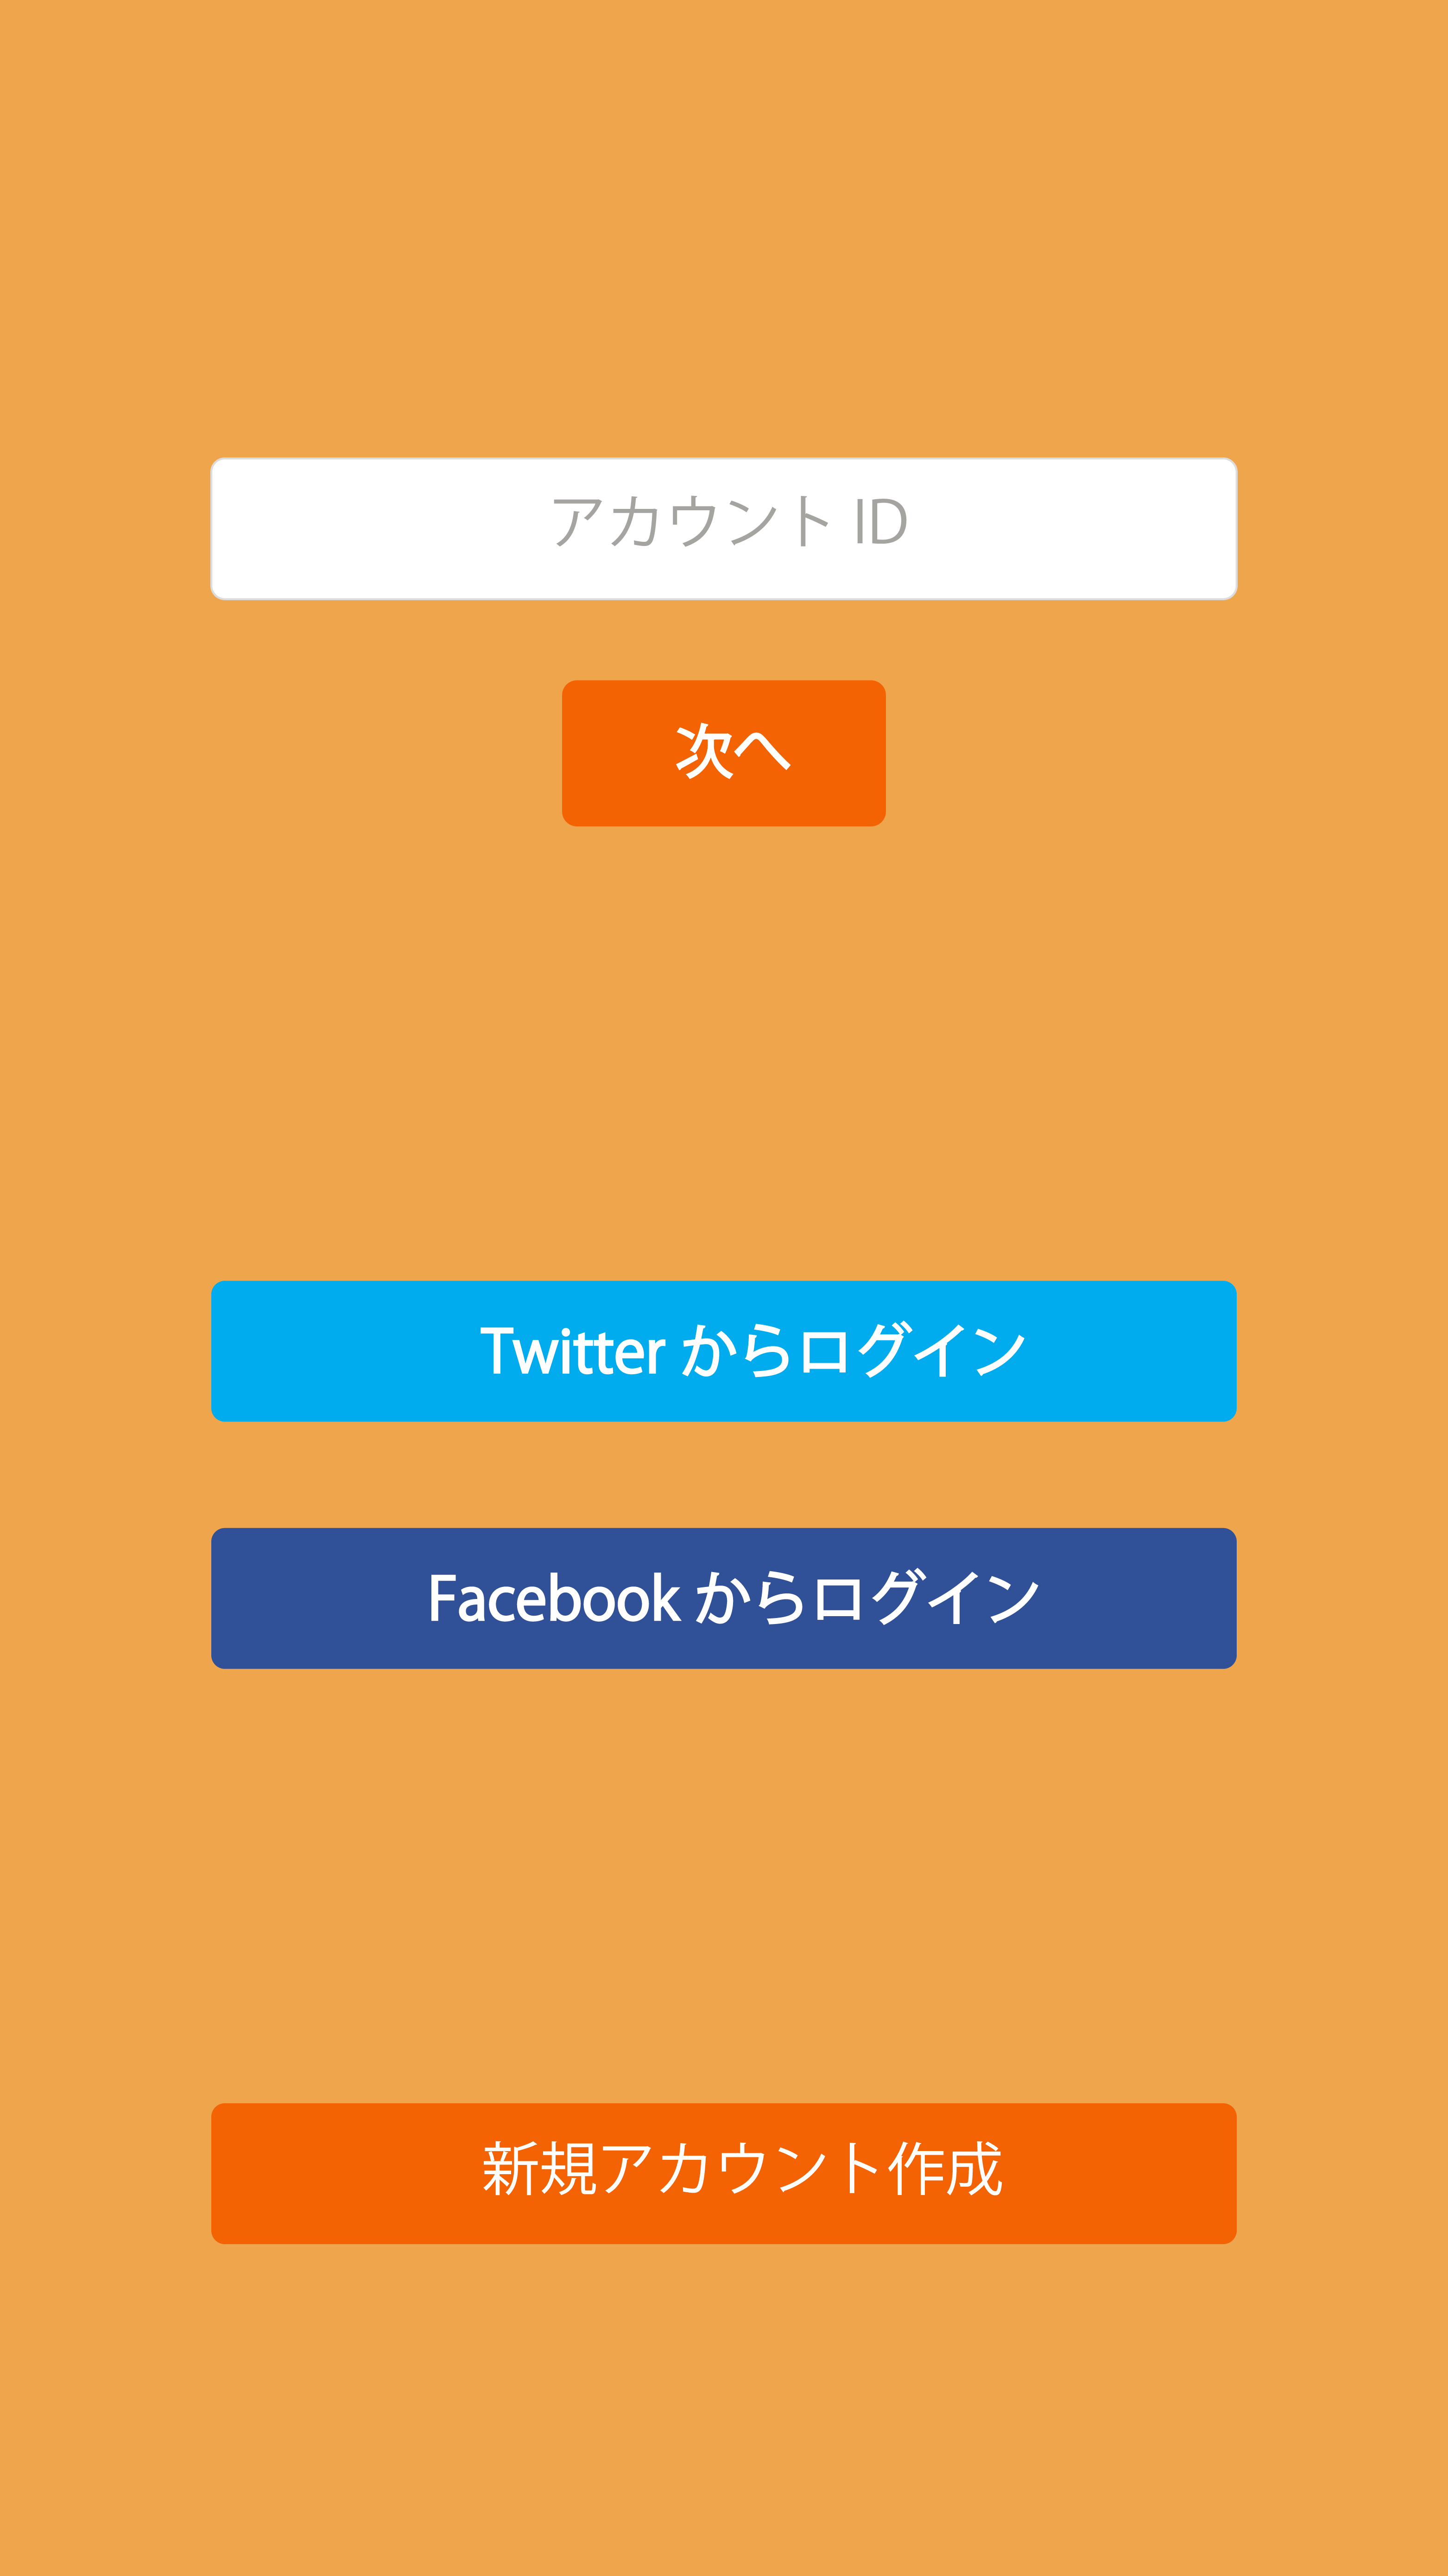 アカウント ID
次へ
Twitter からログイン
Facebook からログイン
新規アカウント作成